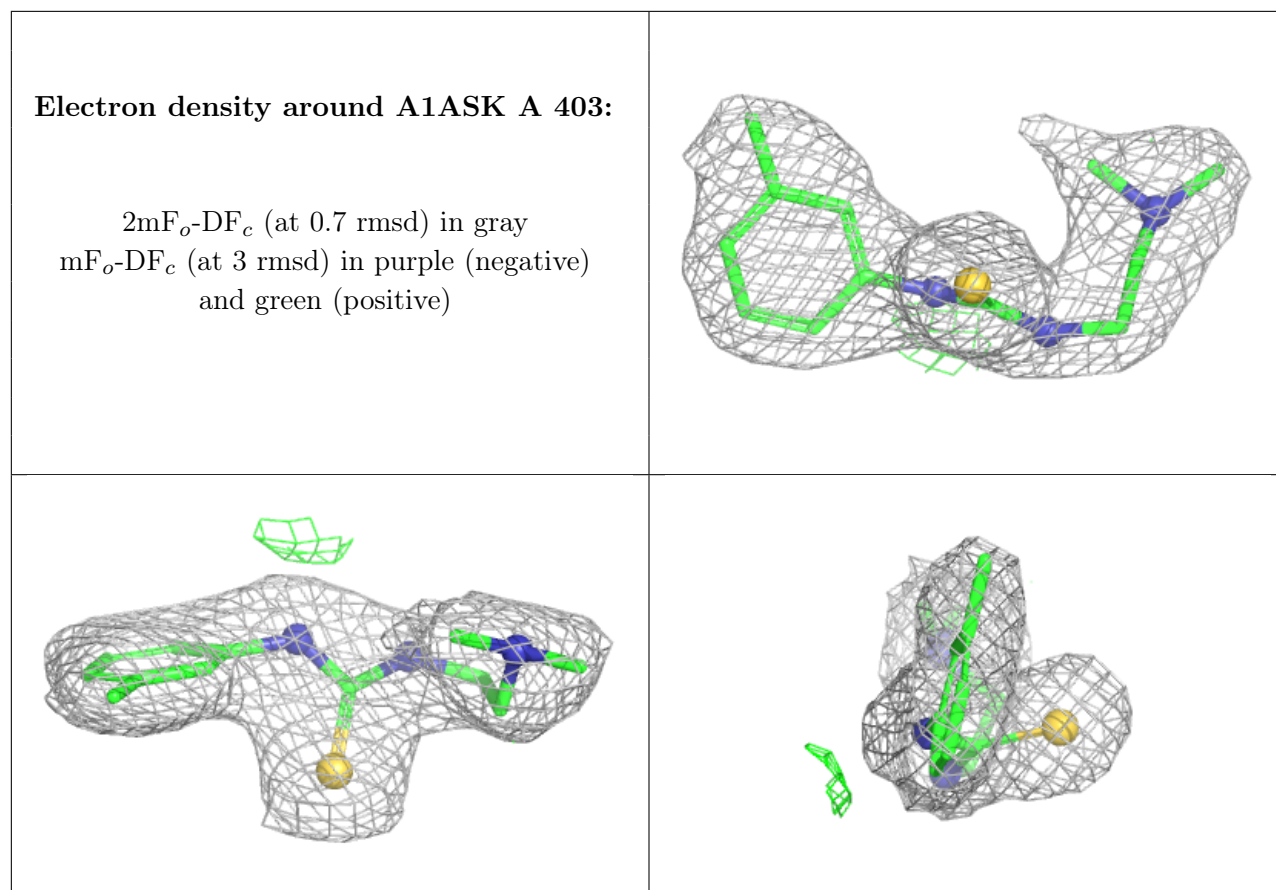 Electron density around A1ASK A 403:
2mFo-DFc (at 0.7 rmsd) in gray
mFo-DFc (at 3 rmsd) in purple (negative)
and green (positive)